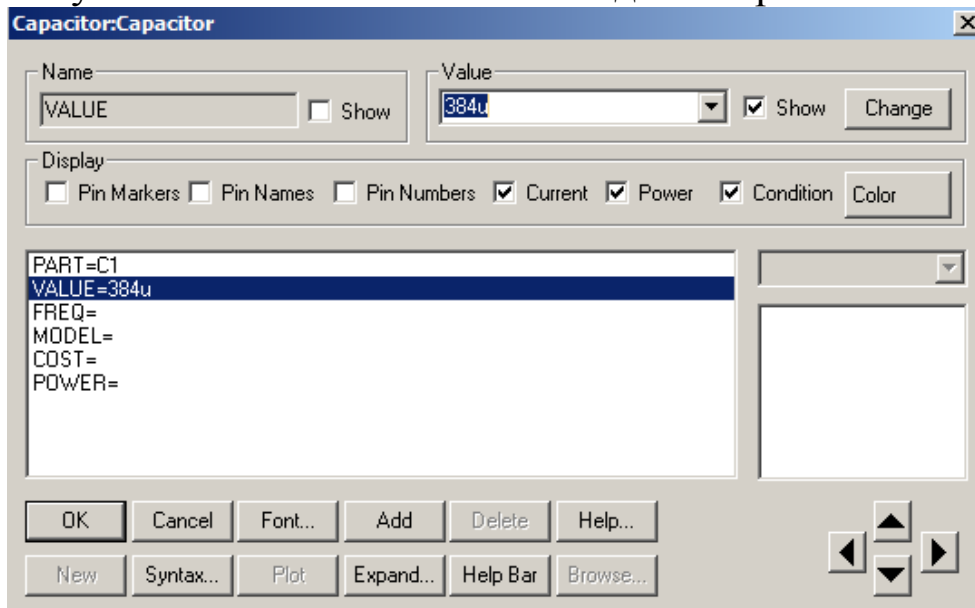 Capacitor:Capacitor
Name
VALUE
Show
Value
384u
Show
Change
Display
Pin Markers
Pin Names
Pin Numbers
Current
Power
Condition
Color
PART=C1
VALUE=384u
FREQ=
MODEL=
COST=
POWER=
OK
Cancel
Font...
Add
Delete
Help...
New
Syntax...
Plot
Expand...
Help Bar
Browse...